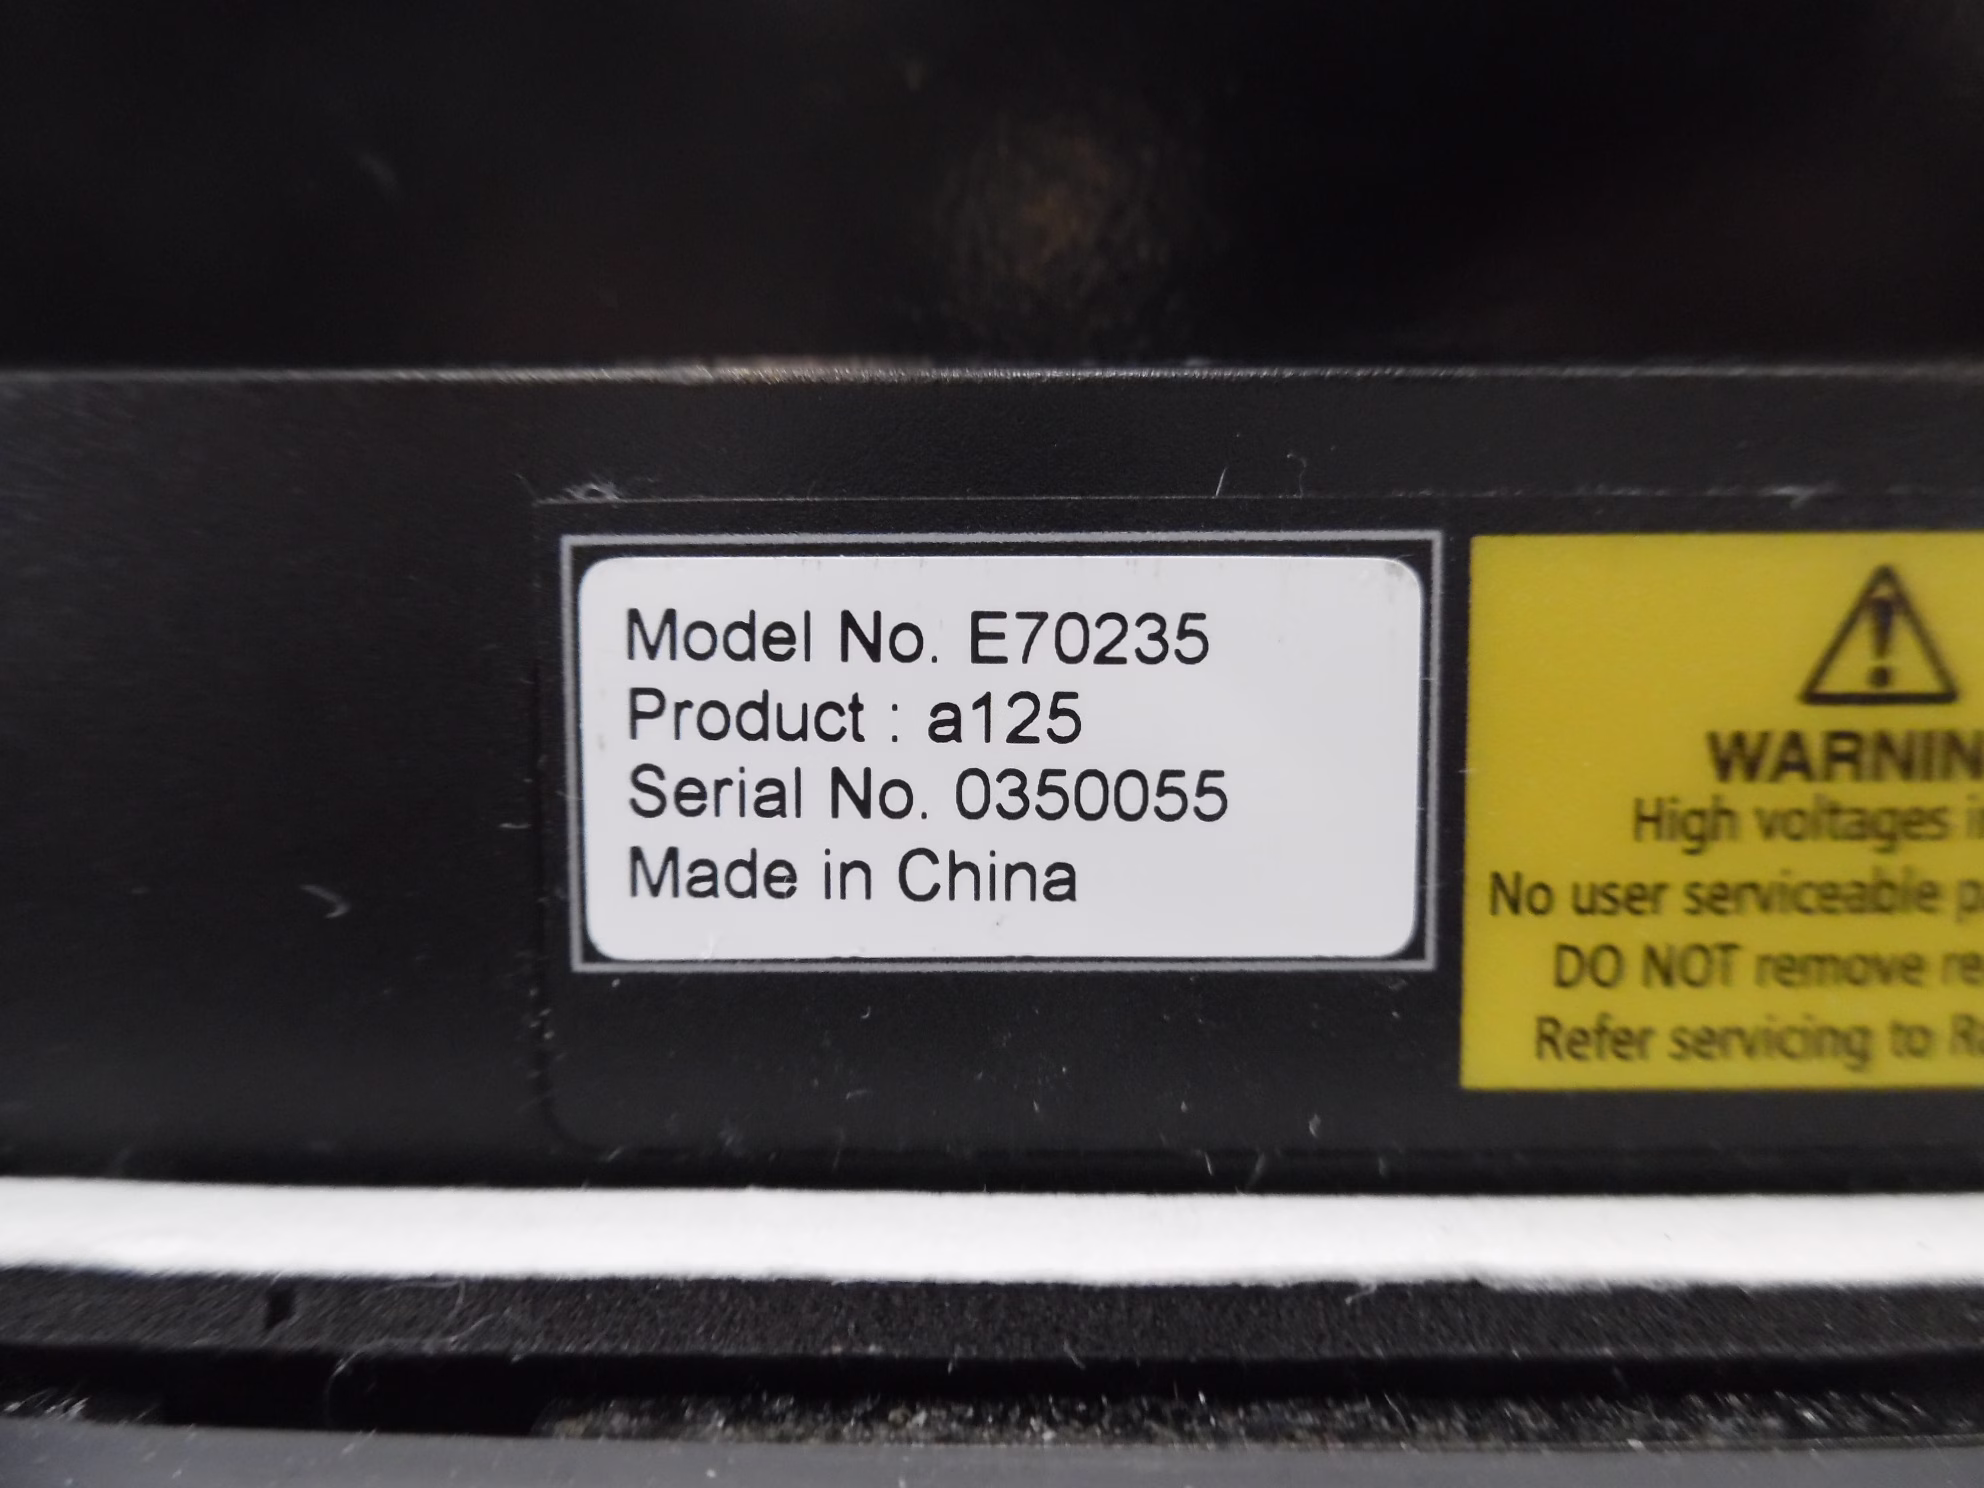 Model No. E70235
Product : a125
Serial No. 0350055
Made in China
WARNIN
High voltages i
No user serviceable p
DO NOT remove re
Refer servicing to R